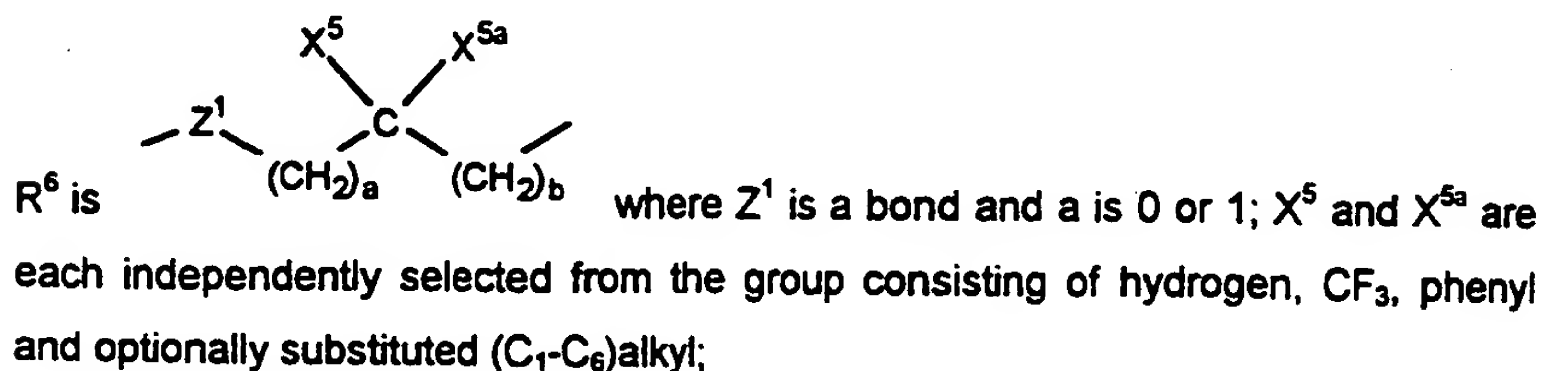 X⁵ X⁵ᵃ
Z¹ C
(CH₂)ₐ (CH₂)b
R⁶ is where Z¹ is a bond and a is 0 or 1; X⁵ and X⁵ᵃ are
each independently selected from the group consisting of hydrogen, CF₃, phenyl
and optionally substituted (C₁-C₆)alkyl;